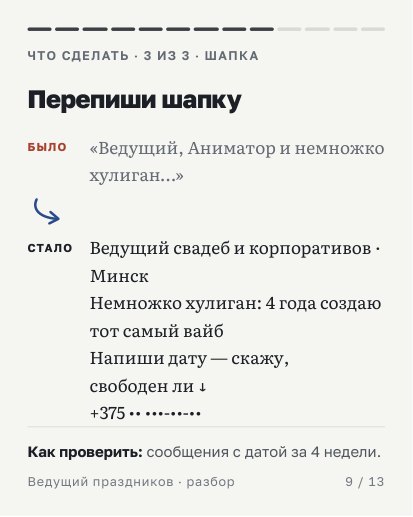 ЧТО СДЕЛАТЬ · 3 ИЗ 3 · ШАПКА
Перепиши шапку
БЫЛО «Ведущий, Аниматор и немножко
хулиган…»
СТАЛО Ведущий свадеб и корпоративов ·
Минск
Немножко хулиган: 4 года создаю
тот самый вайб
Напиши дату — скажу,
свободен ли ↓
+375 •• •••-••-••
Как проверить: сообщения с датой за 4 недели.
Ведущий праздников · разбор 9 / 13